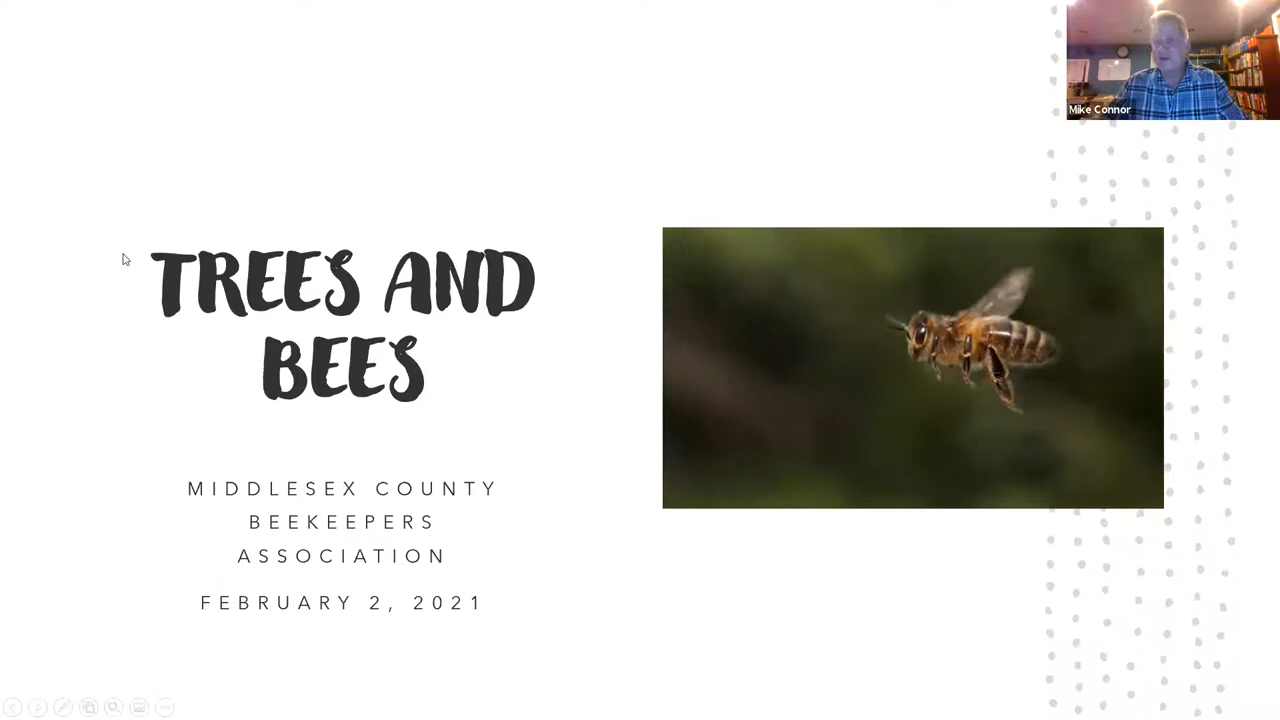 Mike Connor
TREES AND
BEES
MIDDLESEX COUNTY
BEEKEEPERS
ASSOCIATION
FEBRUARY 2, 2021